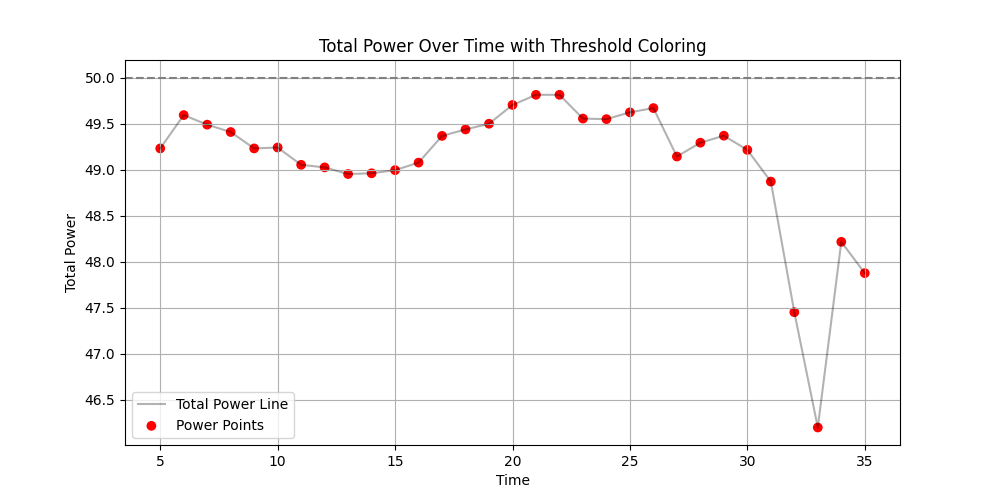 Total Power Over Time with Threshold Coloring
Total Power
50.0
49.5
49.0
48.5
48.0
47.5
47.0
46.5
Total Power Line
Power Points
5 10 15 20 25 30 35
Time